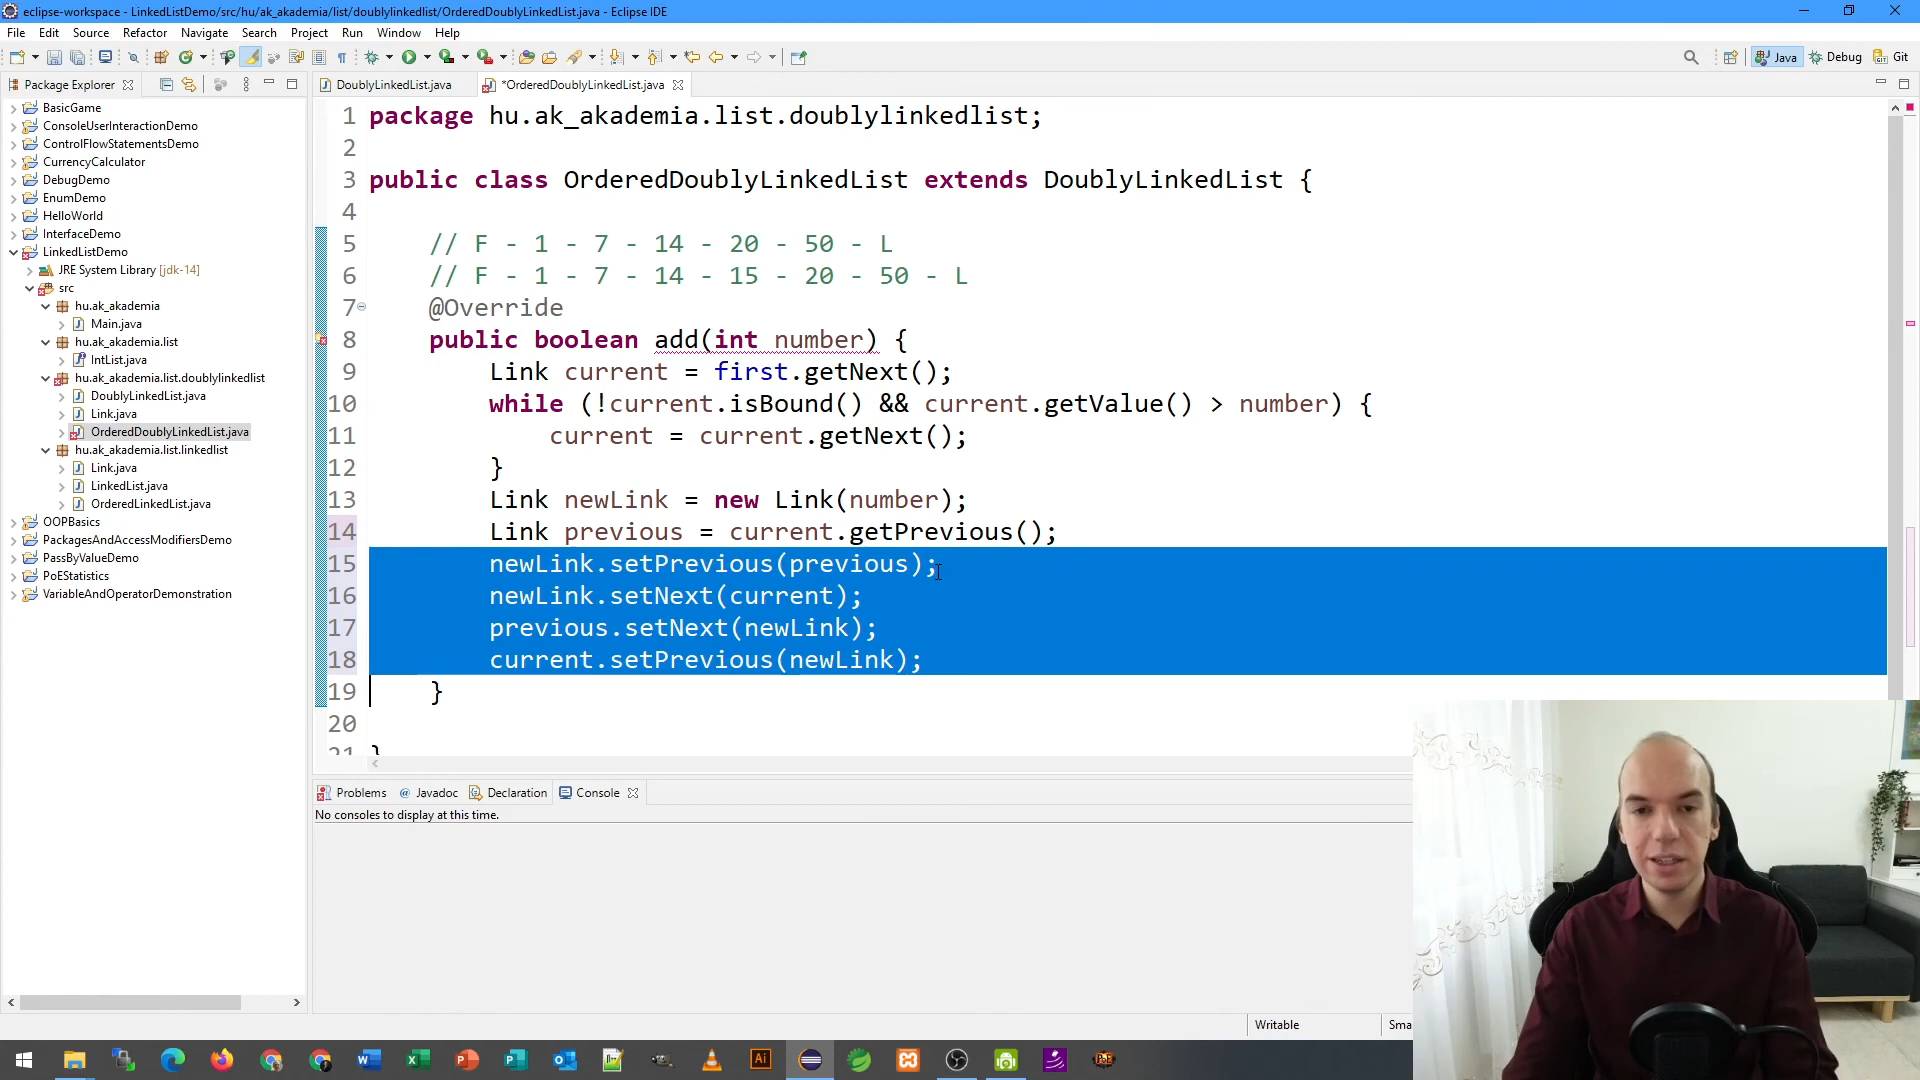 eclipse-workspace - LinkedListDemo/src/hu/ak_akademia/list/doublylinkedlist/OrderedDoublyLinkedList.java - Eclipse IDE
File Edit Source Refactor Navigate Search Project Run Window Help
Java Debug Git
Package Explorer
BasicGame
ConsoleUserInteractionDemo
ControlFlowStatementsDemo
CurrencyCalculator
DebugDemo
EnumDemo
HelloWorld
InterfaceDemo
LinkedListDemo
JRE System Library [jdk-14]
src
hu.ak_akademia
Main.java
hu.ak_akademia.list
IntList.java
hu.ak_akademia.list.doublylinkedlist
DoublyLinkedList.java
Link.java
OrderedDoublyLinkedList.java
hu.ak_akademia.list.linkedlist
Link.java
LinkedList.java
OrderedLinkedList.java
OOPBasics
PackagesAndAccessModifiersDemo
PassByValueDemo
PoEStatistics
VariableAndOperatorDemonstration
DoublyLinkedList.java *OrderedDoublyLinkedList.java
1 package hu.ak_akademia.list.doublylinkedlist;
2
3 public class OrderedDoublyLinkedList extends DoublyLinkedList {
4
5 // F - 1 - 7 - 14 - 20 - 50 - L
6 // F - 1 - 7 - 14 - 15 - 20 - 50 - L
7 @Override
8 public boolean add(int number) {
9 Link current = first.getNext();
10 while (!current.isBound() && current.getValue() > number) {
11 current = current.getNext();
12 }
13 Link newLink = new Link(number);
14 Link previous = current.getPrevious();
15 newLink.setPrevious(previous);
16 newLink.setNext(current);
17 previous.setNext(newLink);
18 current.setPrevious(newLink);
19 }
20
21 }
Problems @ Javadoc Declaration Console
No consoles to display at this time.
Writable Sma